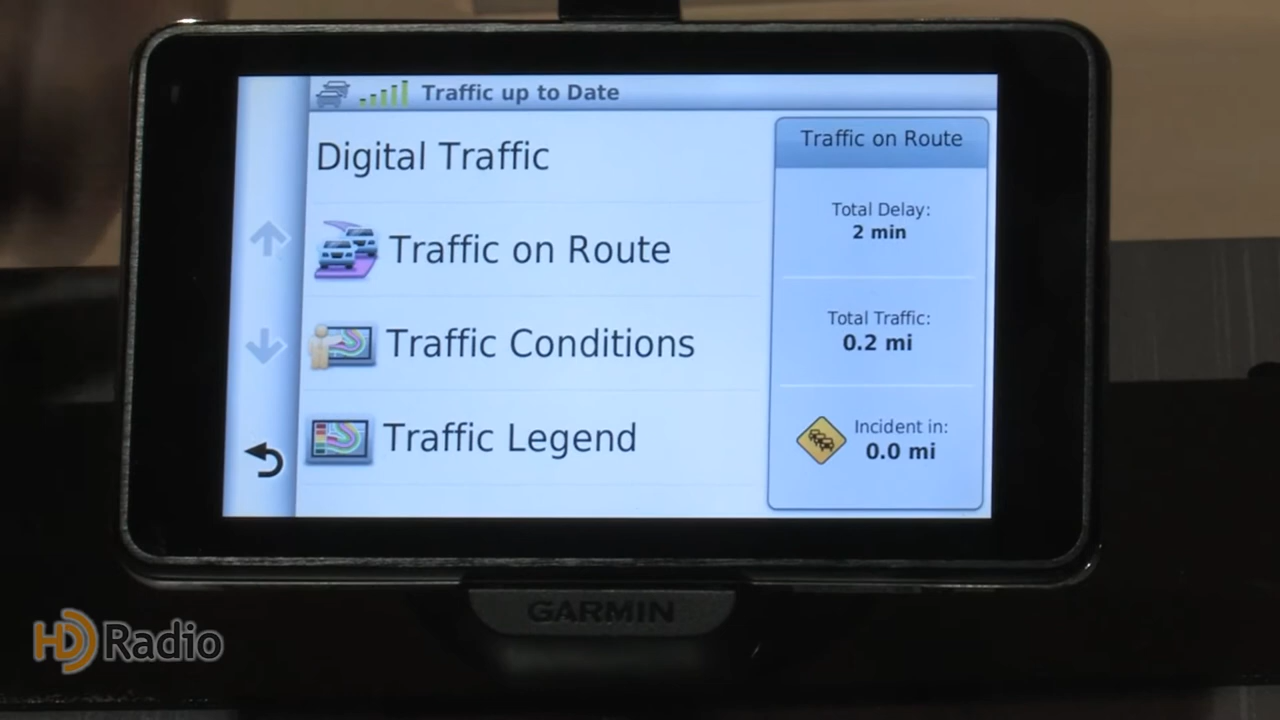 Traffic up to Date
Digital Traffic
Traffic on Route
Traffic Conditions
Traffic Legend
Traffic on Route
Total Delay:
2 min
Total Traffic:
0.2 mi
Incident in:
0.0 mi
GARMIN
HD Radio